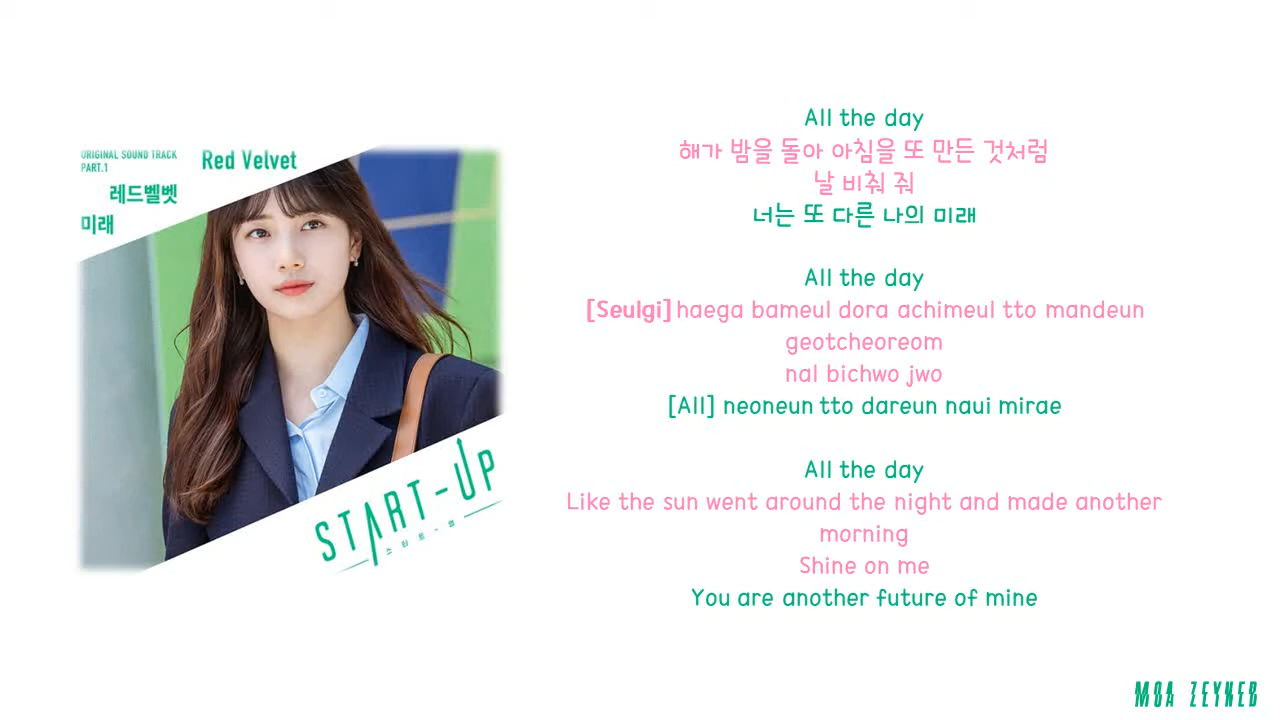 ORIGINAL SOUND TRACK
PART.1
Red Velvet
레드벨벳
미래
START-UP
스타트-업
All the day
해가 밤을 돌아 아침을 또 만든 것처럼
날 비춰 줘
너는 또 다른 나의 미래
All the day
[Seulgi] haega bameul dora achimeul tto mandeun
geotcheoreom
nal bichwo jwo
[All] neoneun tto dareun naui mirae
All the day
Like the sun went around the night and made another
morning
Shine on me
You are another future of mine
MOA ZEYNEB